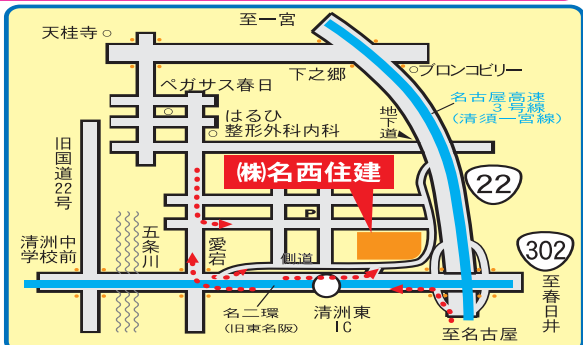 至一宮
天桂寺
下之郷
ブロンコビリー
ペガサス春日
名古屋高速
3号線
(清須一宮線)
地下道
はるひ
整形外科内科
旧国道22号
(株)名西住建
22
P
302
清洲中
学校前
五条川
愛宕
側道
至春日井
名二環
(旧東名阪)
清洲東
IC
至名古屋